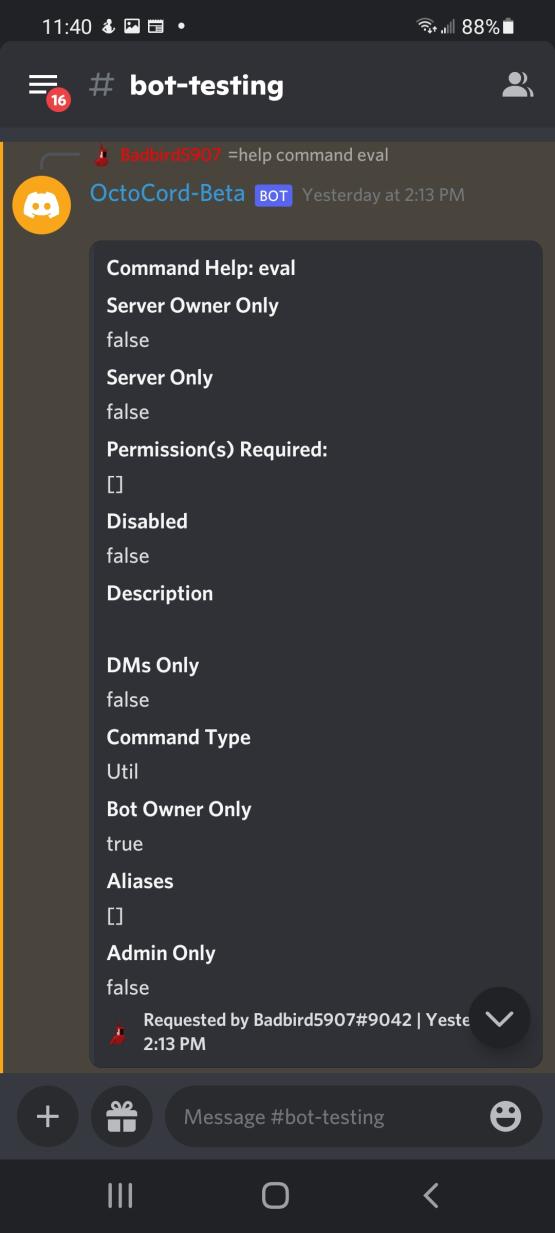 11:40
88%
16
# bot-testing
Badbird5907 =help command eval
OctoCord-Beta BOT Yesterday at 2:13 PM
Command Help: eval
Server Owner Only
false
Server Only
false
Permission(s) Required:
[]
Disabled
false
Description
DMs Only
false
Command Type
Util
Bot Owner Only
true
Aliases
[]
Admin Only
false
Requested by Badbird5907#9042 | Yeste
2:13 PM
Message #bot-testing